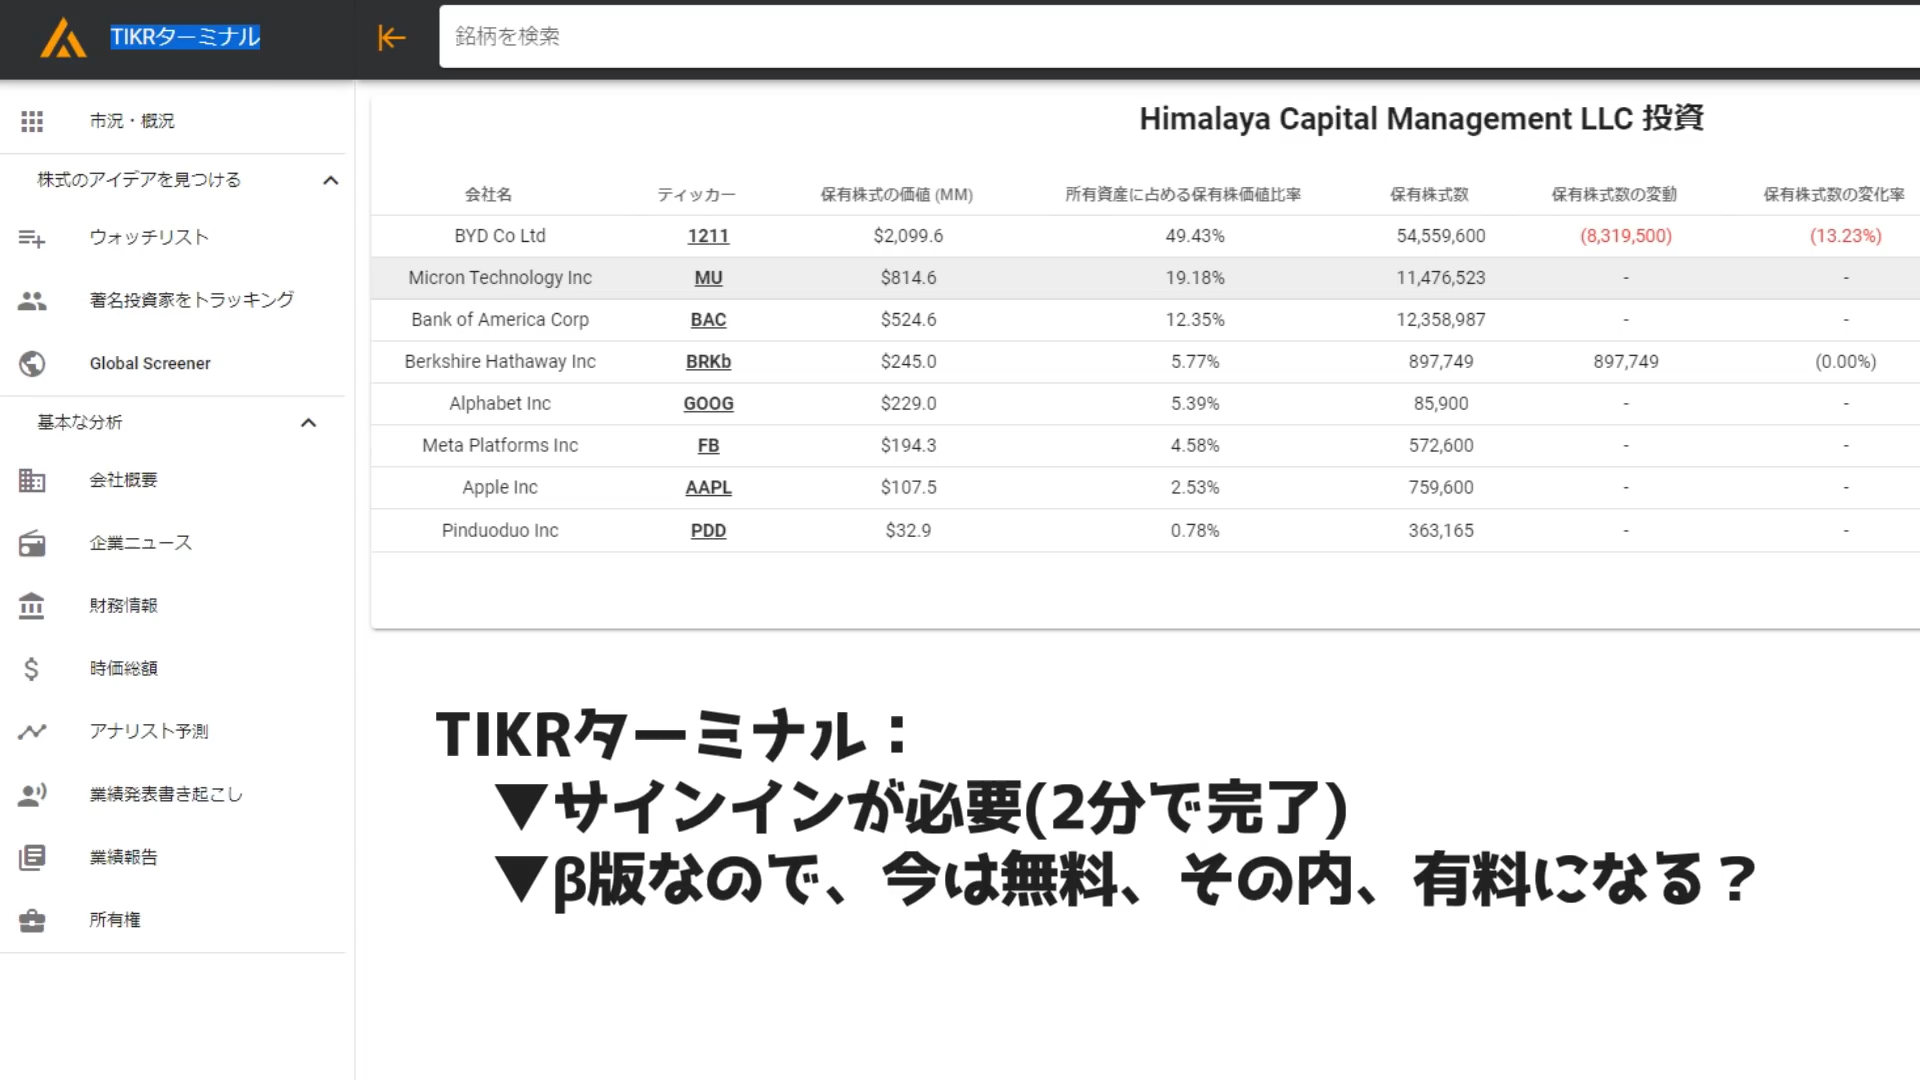 TIKRターミナル
銘柄を検索
市況・概況
株式のアイデアを見つける
ウォッチリスト
著名投資家をトラッキング
Global Screener
基本な分析
会社概要
企業ニュース
財務情報
時価総額
アナリスト予測
業績発表書き起こし
業績報告
所有権
Himalaya Capital Management LLC 投資
会社名 ティッカー 保有株式の価値 (MM) 所有資産に占める保有株価値比率 保有株式数 保有株式数の変動 保有株式数の変化率
BYD Co Ltd 1211 $2,099.6 49.43% 54,559,600 (8,319,500) (13.23%)
Micron Technology Inc MU $814.6 19.18% 11,476,523 - -
Bank of America Corp BAC $524.6 12.35% 12,358,987 - -
Berkshire Hathaway Inc BRKb $245.0 5.77% 897,749 897,749 (0.00%)
Alphabet Inc GOOG $229.0 5.39% 85,900 - -
Meta Platforms Inc FB $194.3 4.58% 572,600 - -
Apple Inc AAPL $107.5 2.53% 759,600 - -
Pinduoduo Inc PDD $32.9 0.78% 363,165 - -
TIKRターミナル：
▼サインインが必要(2分で完了)
▼β版なので、今は無料、その内、有料になる？